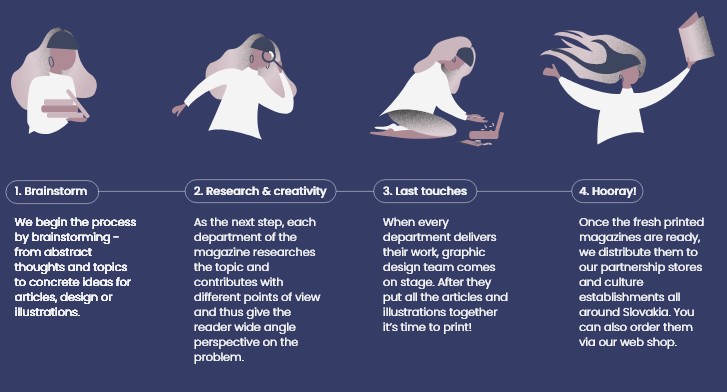 1. Brainstorm
We begin the process
by brainstorming –
from abstract
thoughts and topics
to concrete ideas for
articles, design or
illustrations.
2. Research & creativity
As the next step, each
department of the
magazine researches
the topic and
contributes with
different points of view
and thus give the
reader wide angle
perspective on the
problem.
3. Last touches
When every
department delivers
their work, graphic
design team comes
on stage. After they
put all the articles and
illustrations together
it’s time to print!
4. Hooray!
Once the fresh printed
magazines are ready,
we distribute them to
our partnership stores
and culture
establishments all
around Slovakia. You
can also order them
via our web shop.